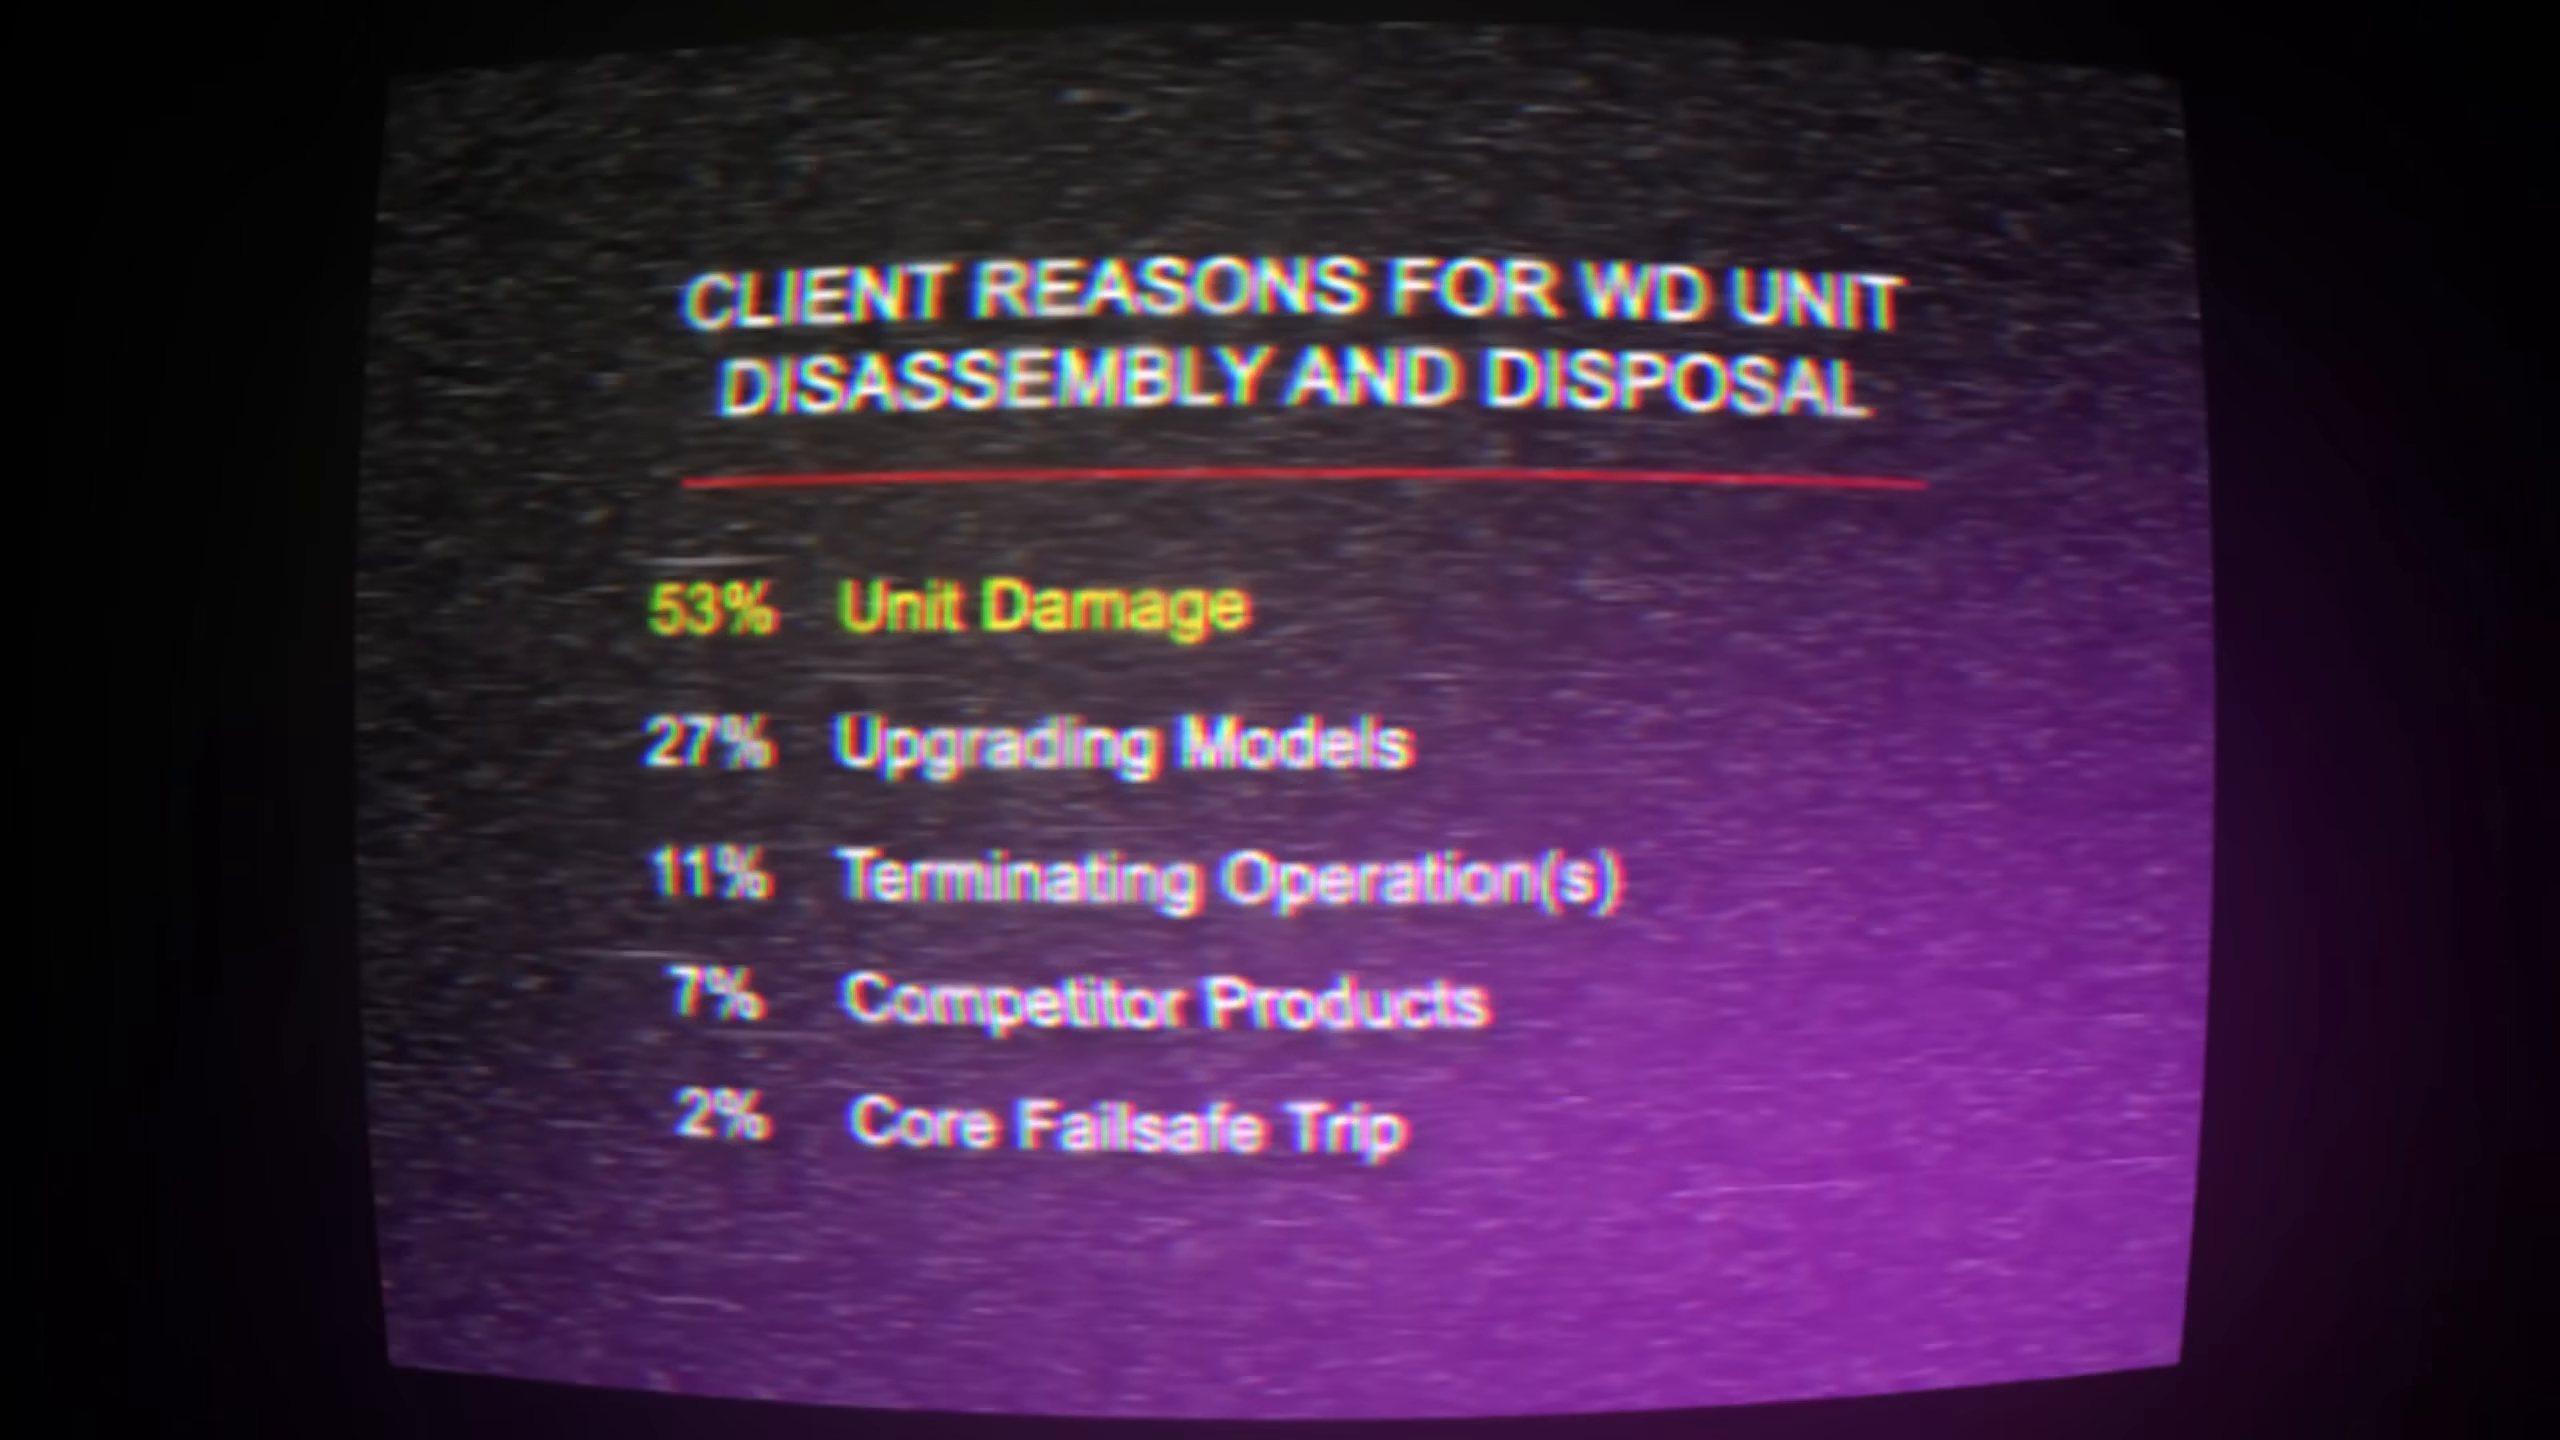 CLIENT REASONS FOR WD UNIT
DISASSEMBLY AND DISPOSAL
53% Unit Damage
27% Upgrading Models
11% Terminating Operation(s)
7% Competitor Products
2% Core Failsafe Trip